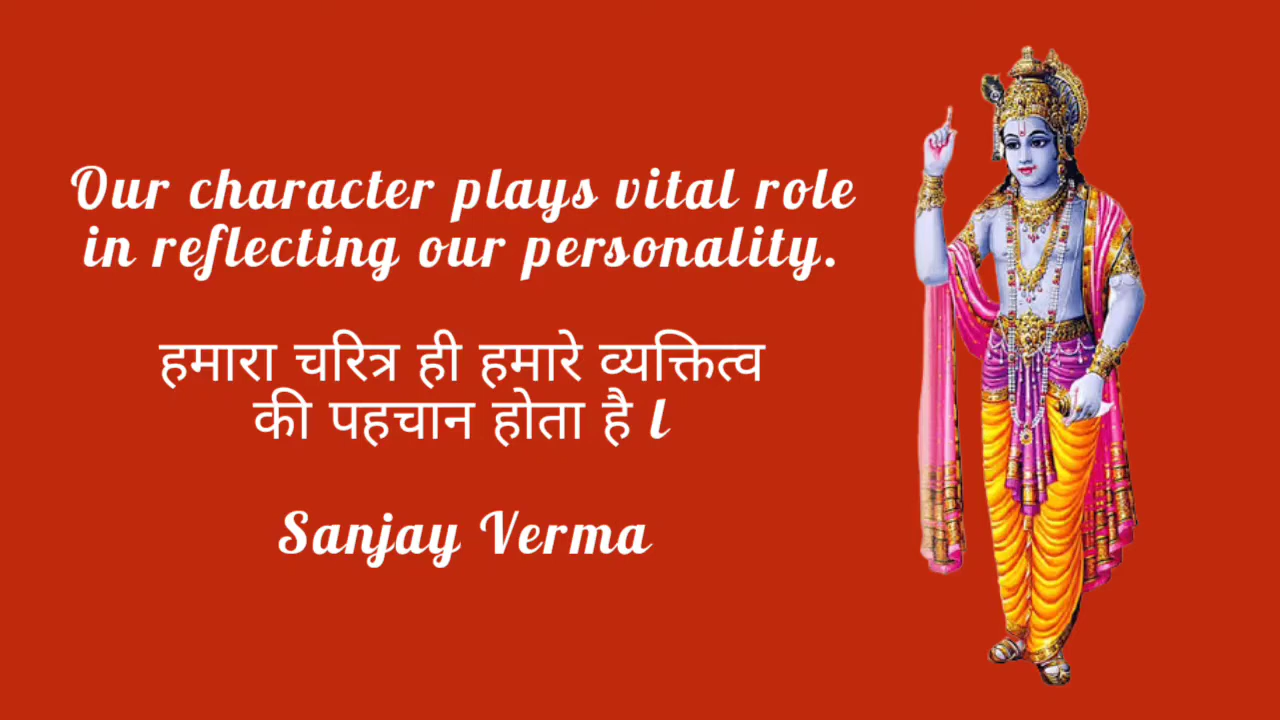 Our character plays vital role
in reflecting our personality.
हमारा चरित्र ही हमारे व्यक्तित्व
की पहचान होता है l
Sanjay Verma